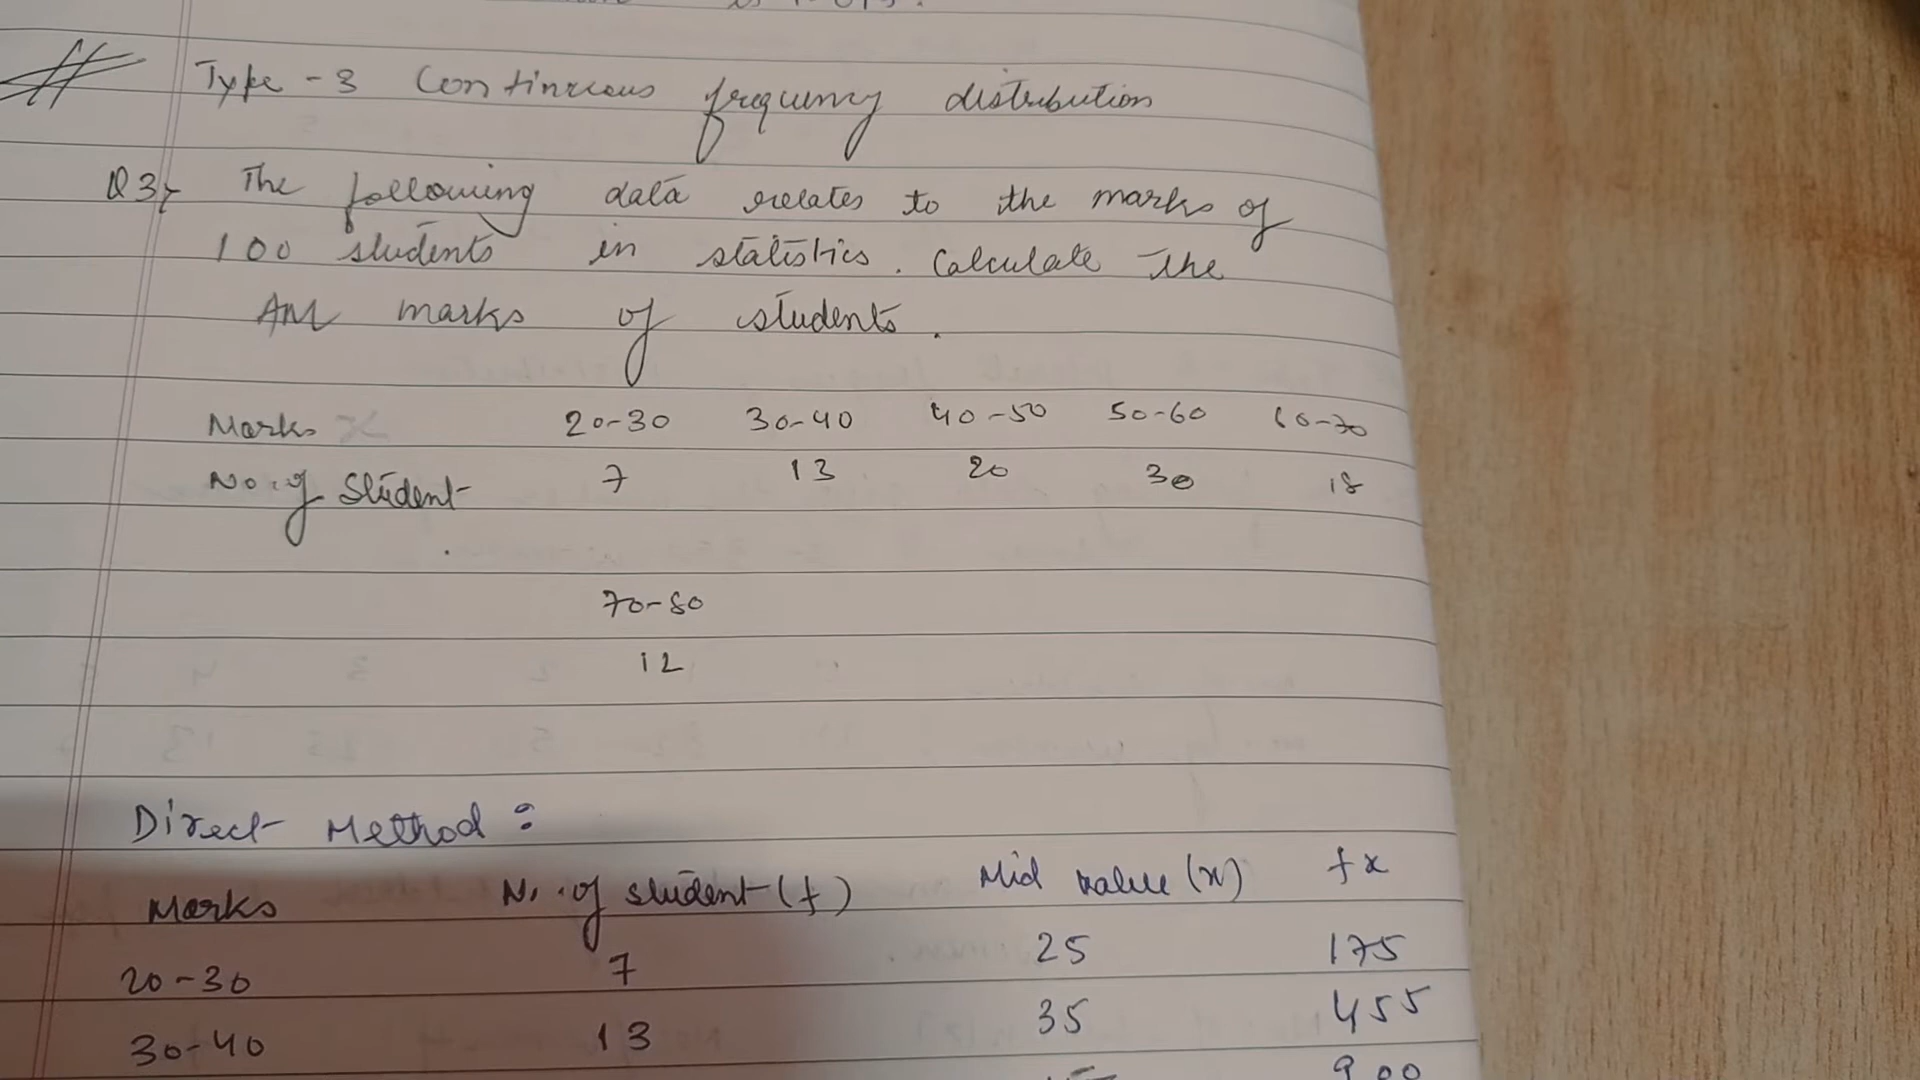 Type - 3 Continuous frequency distribution
Q3, The following data relates to the marks of
100 students in statistics. Calculate the
AM marks of students.
Marks X 20-30 30-40 40-50 50-60 60-70
No. of Student 7 13 20 30 18
70-80
12
Direct Method :
Marks No. of student (f) Mid value (x) fx
20-30 7 25 175
30-40 13 35 455
900